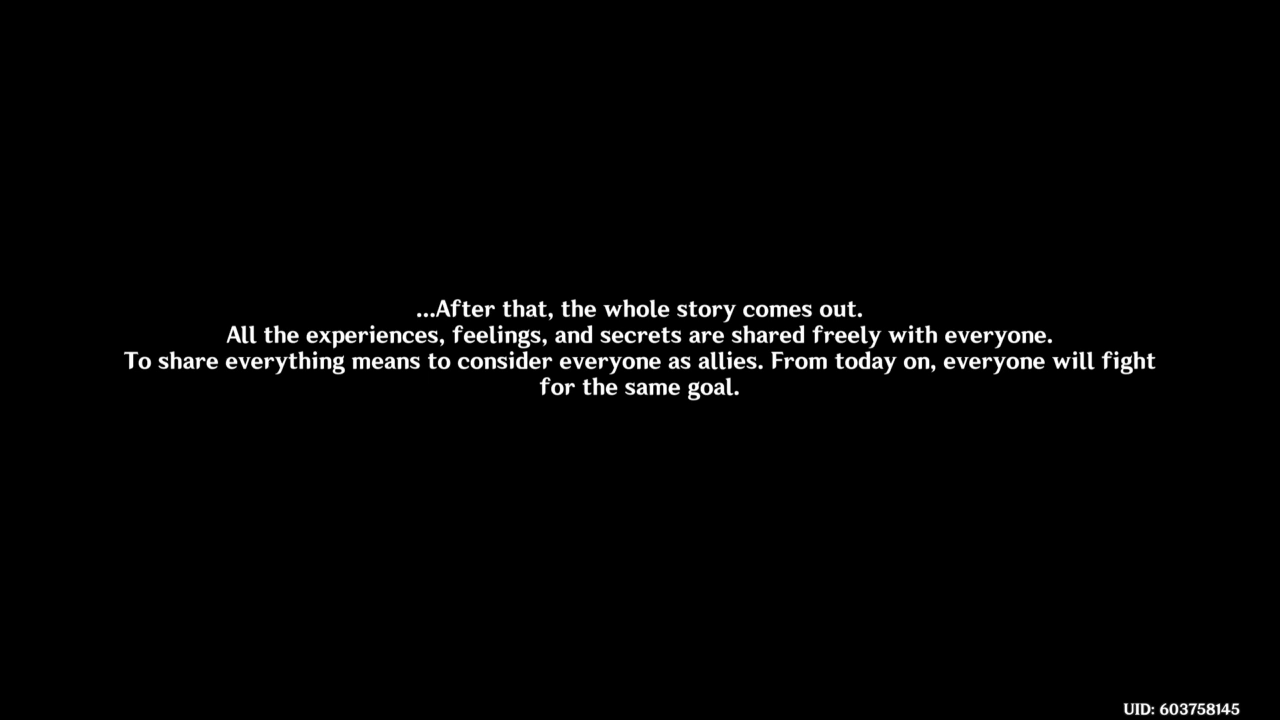 ...After that, the whole story comes out.
All the experiences, feelings, and secrets are shared freely with everyone.
To share everything means to consider everyone as allies. From today on, everyone will fight
for the same goal.
UID: 603758145